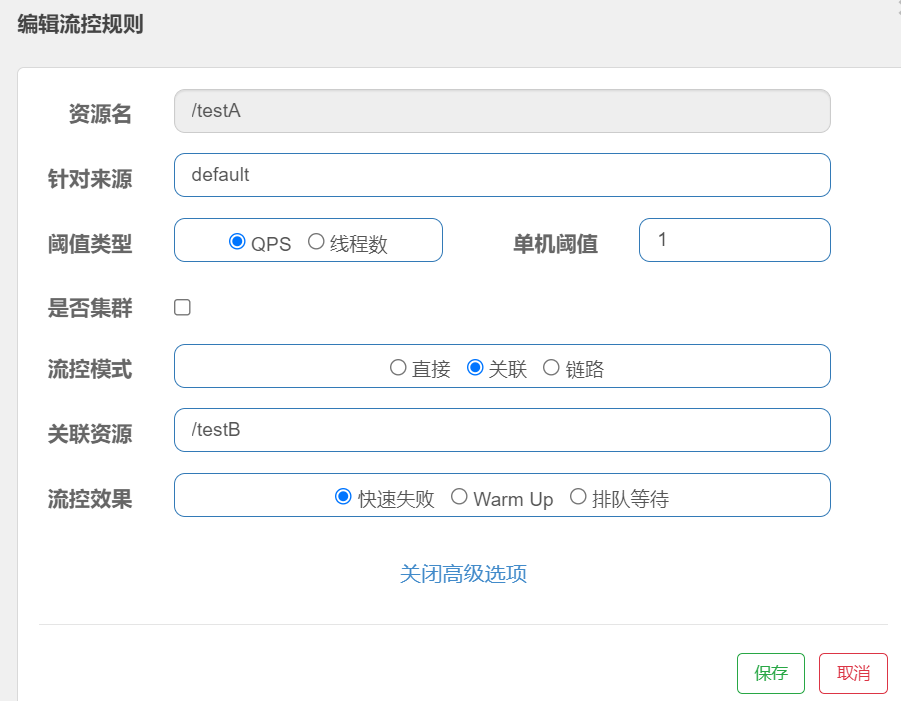 编辑流控规则
资源名 /testA
针对来源 default
阈值类型 QPS 线程数 单机阈值 1
是否集群
流控模式 直接 关联 链路
关联资源 /testB
流控效果 快速失败 Warm Up 排队等待
关闭高级选项
保存 取消